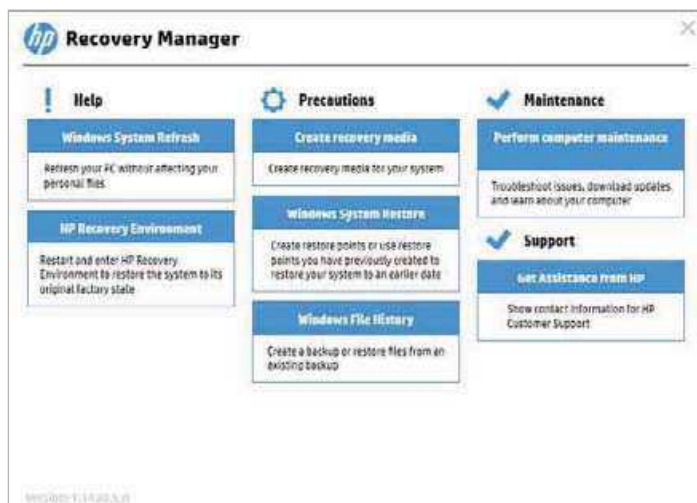 hp Recovery Manager
Help
Windows System Refresh
Refresh your PC without affecting your
personal files
HP Recovery Environment
Restart and enter HP Recovery
Environment to restore the system to its
original factory state
Precautions
Create recovery media
Create recovery media for your system
Windows System Restore
Create restore points or use restore
points you have previously created to
restore your system to an earlier date
Windows File History
Create a backup or restore files from an
existing backup
Maintenance
Perform computer maintenance
Troubleshoot issues, download updates,
and learn about your computer
Support
Get Assistance from HP
Show contact information for HP
Customer Support